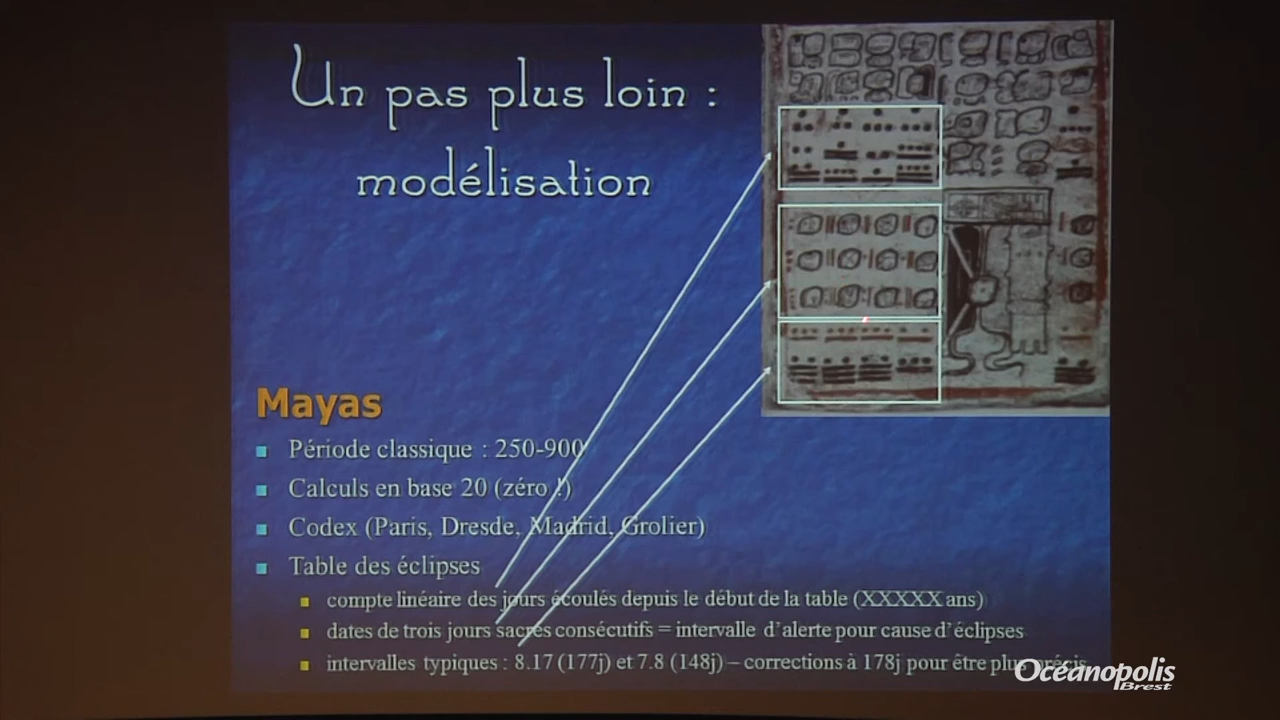 Un pas plus loin :
modélisation
Mayas
Période classique : 250-900
Calculs en base 20 (zéro !)
Codex (Paris, Dresde, Madrid, Grolier)
Table des éclipses
compte linéaire des jours écoulés depuis le début de la table (XXXXX ans)
dates de trois jours sacrés consécutifs = intervalle d'alerte pour cause d'éclipses
intervalles typiques : 8.17 (177j) et 7.8 (148j) – corrections à 178j pour être plus précis
Océanopolis
Brest